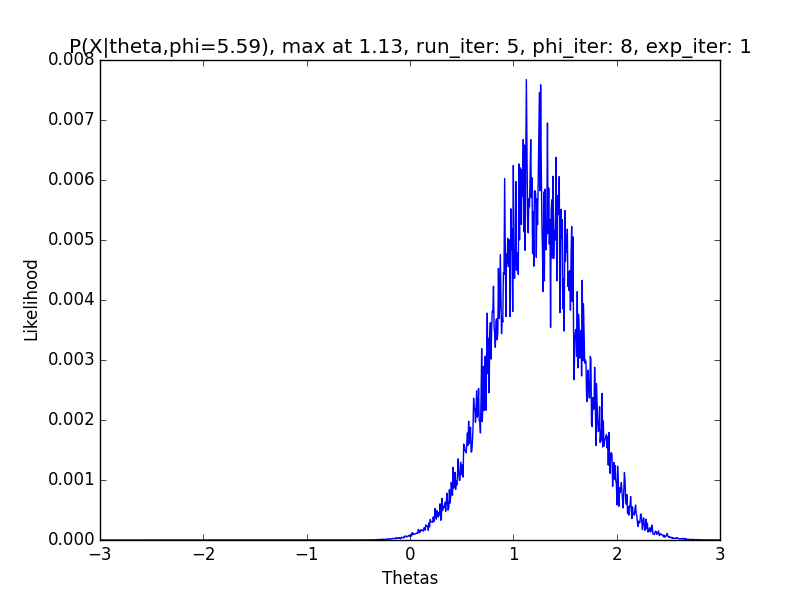 P(X|theta,phi=5.59), max at 1.13, run_iter: 5, phi_iter: 8, exp_iter: 1
0.008
0.007
0.006
0.005
0.004
0.003
0.002
0.001
0.000
Likelihood
−3 −2 −1 0 1 2 3
Thetas